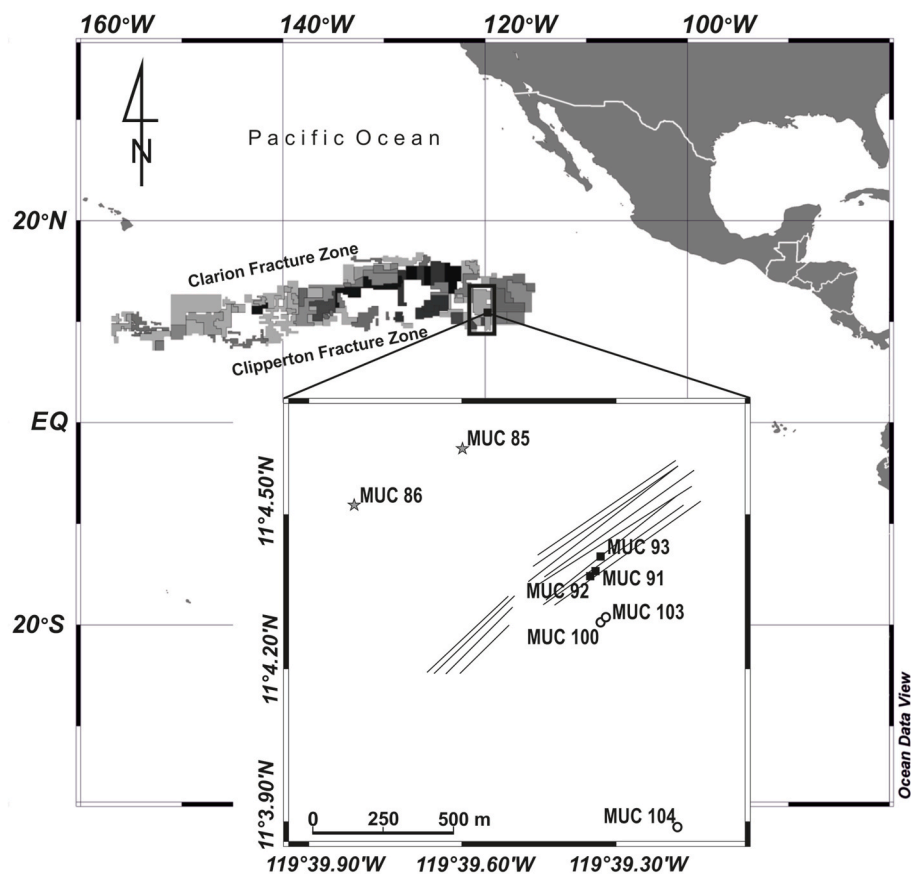 160°W 140°W 120°W 100°W
N
Pacific Ocean
20°N
Clarion Fracture Zone
Clipperton Fracture Zone
EQ
MUC 85
MUC 86
11°4.50'N
MUC 93
MUC 91
MUC 92
MUC 103
20°S
MUC 100
11°4.20'N
Ocean Data View
11°3.90'N
MUC 104
0 250 500 m
119°39.90'W 119°39.60'W 119°39.30'W